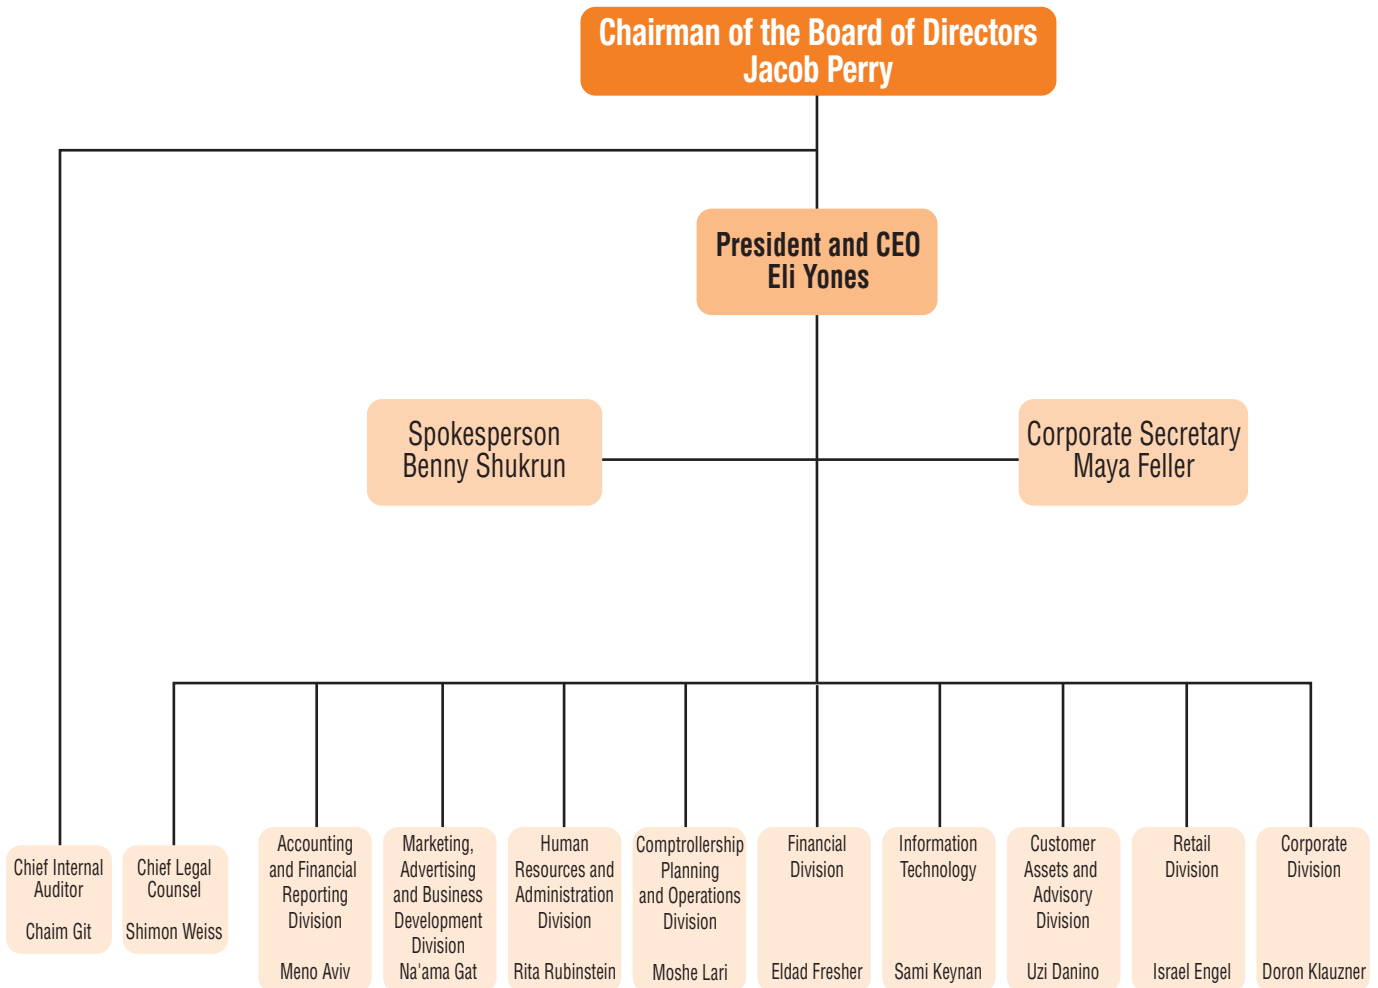 Chairman of the Board of Directors
Jacob Perry
President and CEO
Eli Yones
Spokesperson
Benny Shukrun
Corporate Secretary
Maya Feller
Chief Internal
Auditor
Chaim Git
Chief Legal
Counsel
Shimon Weiss
Accounting
and Financial
Reporting
Division
Meno Aviv
Marketing,
Advertising
and Business
Development
Division
Na'ama Gat
Human
Resources and
Administration
Division
Rita Rubinstein
Comptrollership
Planning
and Operations
Division
Moshe Lari
Financial
Division
Eldad Fresher
Information
Technology
Sami Keynan
Customer
Assets and
Advisory
Division
Uzi Danino
Retail
Division
Israel Engel
Corporate
Division
Doron Klauzner